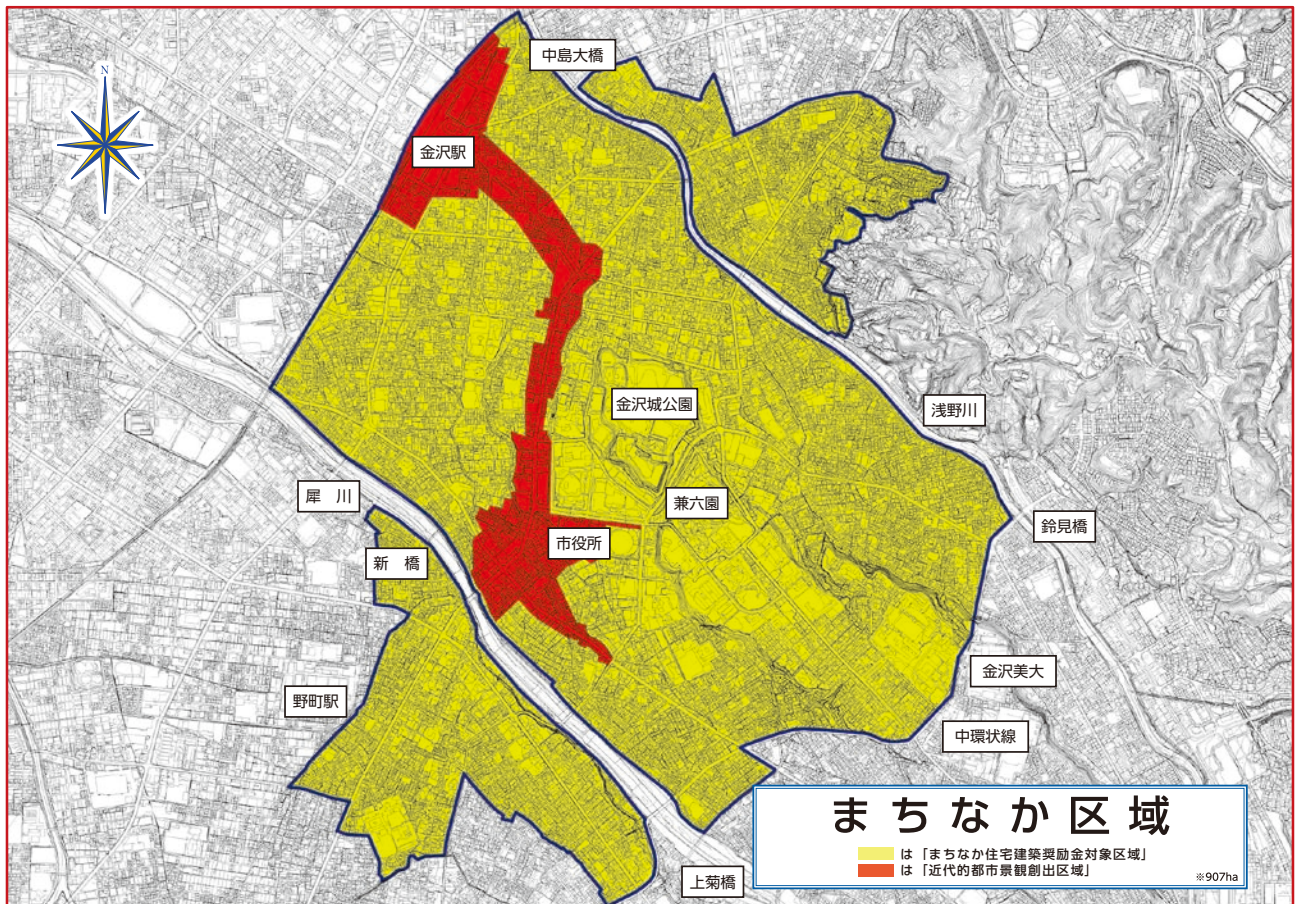 N
中島大橋
金沢駅
金沢城公園
浅野川
犀 川
兼六園
鈴見橋
市役所
新 橋
金沢美大
野町駅
中環状線
まちなか区域
は「まちなか住宅建築奨励金対象区域」
は「近代的都市景観創出区域」
※907ha
上菊橋